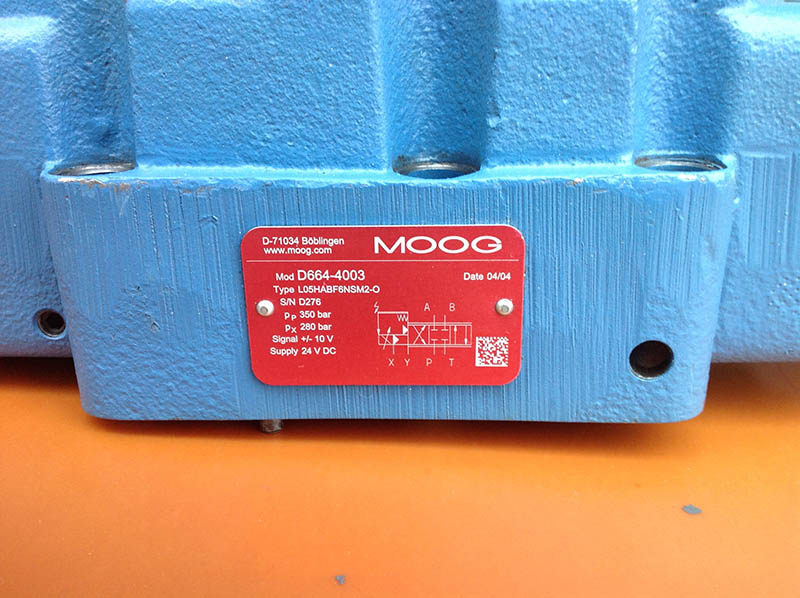 D-71034 Böblingen
www.moog.com
MOOG
Mod D664-4003
Date 04/04
Type L05HABF6NSM2-O
S/N D276
pP 350 bar
pX 280 bar
Signal +/- 10 V
Supply 24 V DC
A B
X Y P T